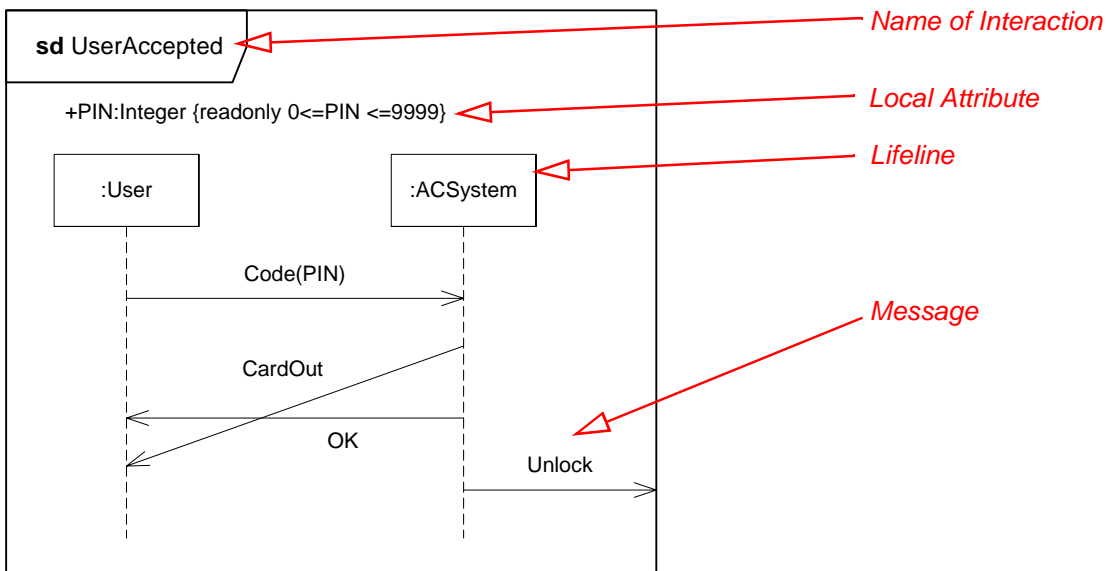 Name of Interaction
sd UserAccepted
Local Attribute
+PIN:Integer {readonly 0<=PIN <=9999}
Lifeline
:User
:ACSystem
Code(PIN)
Message
CardOut
OK
Unlock